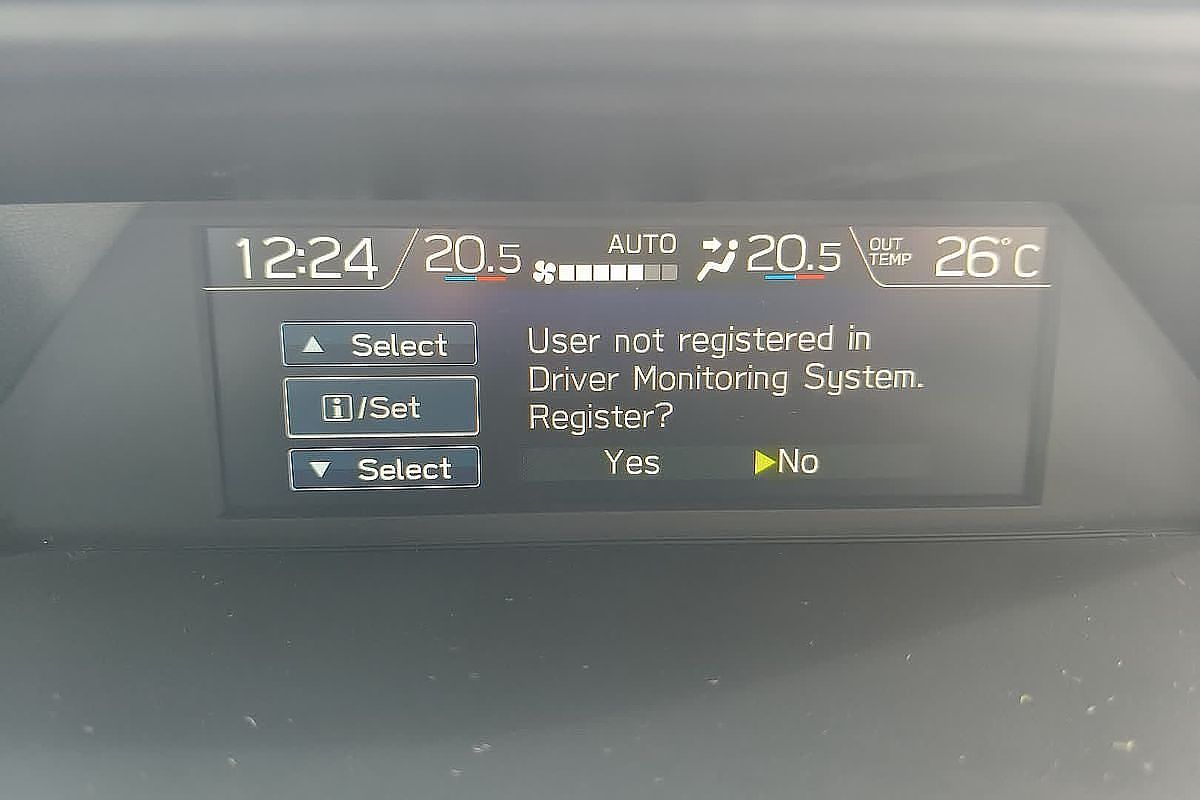 12:24 20.5 AUTO 20.5 OUT TEMP 26°C
▲ Select
i/Set
▼ Select
User not registered in
Driver Monitoring System.
Register?
Yes ▶No